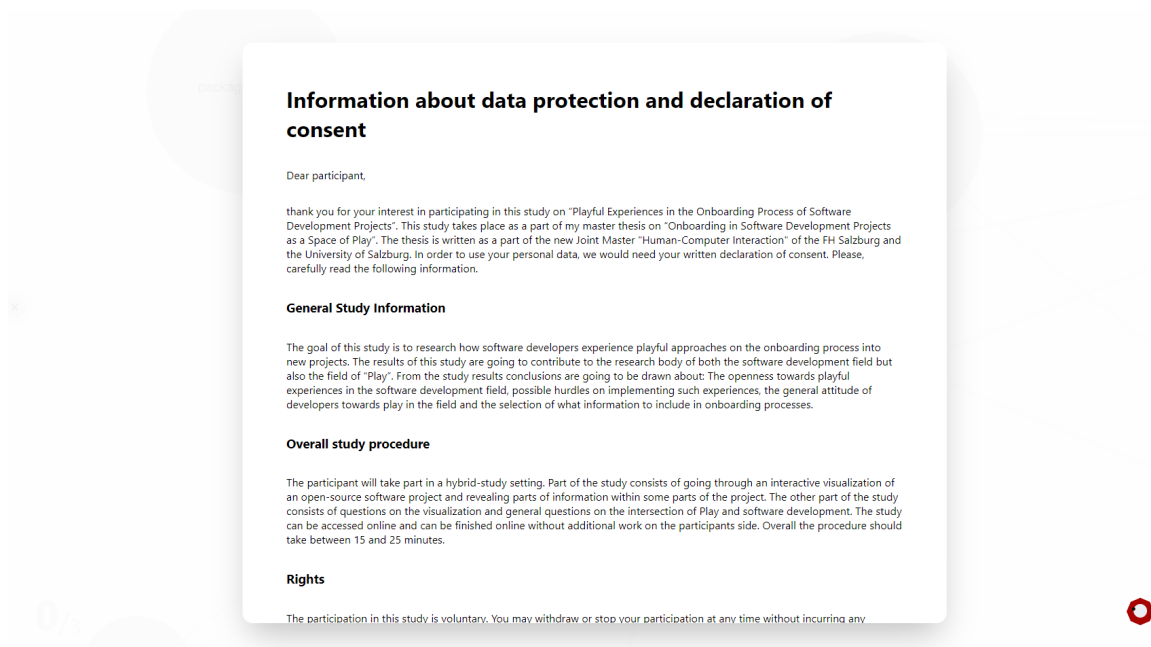 Information about data protection and declaration of
consent
Dear participant,
thank you for your interest in participating in this study on "Playful Experiences in the Onboarding Process of Software
Development Projects". This study takes place as a part of my master thesis on "Onboarding in Software Development Projects
as a Space of Play". The thesis is written as a part of the new Joint Master "Human-Computer Interaction" of the FH Salzburg and
the University of Salzburg. In order to use your personal data, we would need your written declaration of consent. Please,
carefully read the following information.
General Study Information
The goal of this study is to research how software developers experience playful approaches on the onboarding process into
new projects. The results of this study are going to contribute to the research body of both the software development field but
also the field of "Play". From the study results conclusions are going to be drawn about: The openness towards playful
experiences in the software development field, possible hurdles on implementing such experiences, the general attitude of
developers towards play in the field and the selection of what information to include in onboarding processes.
Overall study procedure
The participant will take part in a hybrid-study setting. Part of the study consists of going through an interactive visualization of
an open-source software project and revealing parts of information within some parts of the project. The other part of the study
consists of questions on the visualization and general questions on the intersection of Play and software development. The study
can be accessed online and can be finished online without additional work on the participants side. Overall the procedure should
take between 15 and 25 minutes.
Rights
The participation in this study is voluntary. You may withdraw or stop your participation at any time without incurring any